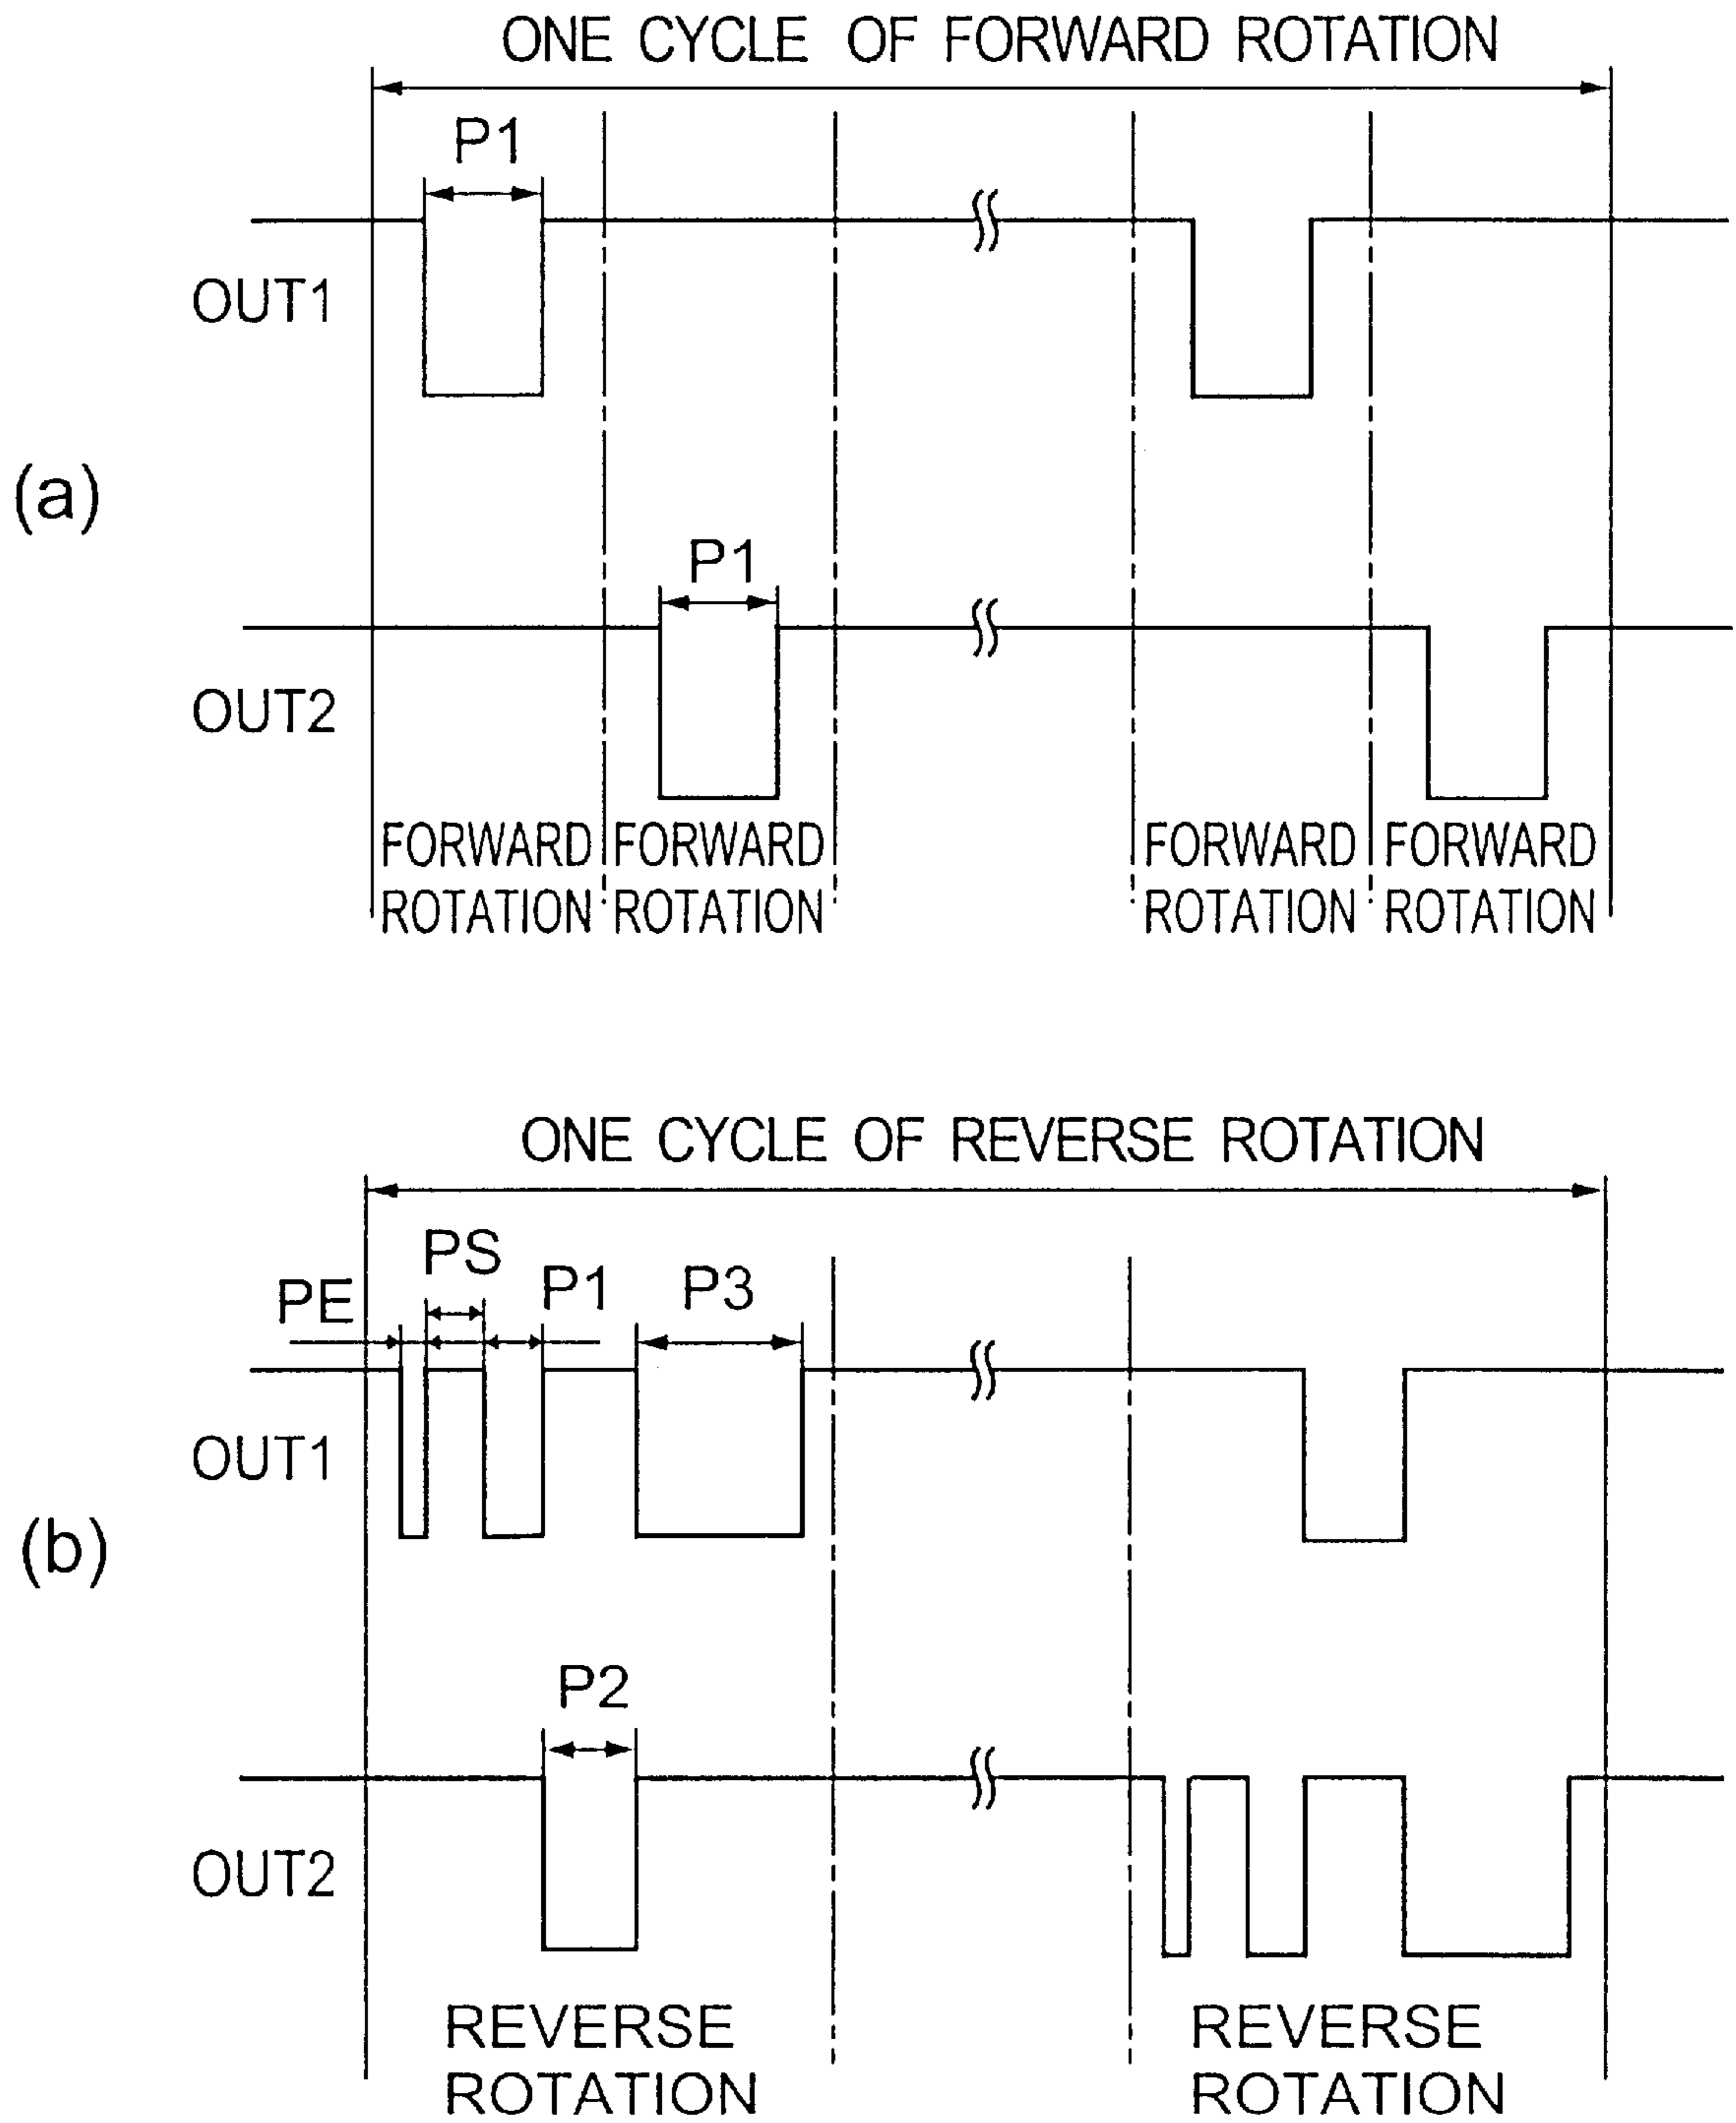 ONE CYCLE OF FORWARD ROTATION
P1
OUT1
(a)
P1
OUT2
FORWARD ROTATION
FORWARD ROTATION
FORWARD ROTATION
FORWARD ROTATION
ONE CYCLE OF REVERSE ROTATION
PS
PE
P1
P3
OUT1
(b)
P2
OUT2
REVERSE
ROTATION
REVERSE
ROTATION